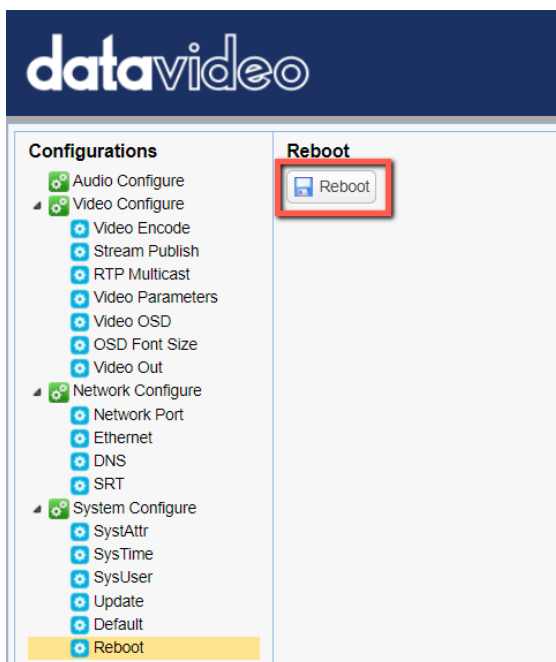 datavideo
Configurations
Audio Configure
Video Configure
Video Encode
Stream Publish
RTP Multicast
Video Parameters
Video OSD
OSD Font Size
Video Out
Network Configure
Network Port
Ethernet
DNS
SRT
System Configure
SystAttr
SysTime
SysUser
Update
Default
Reboot
Reboot
Reboot